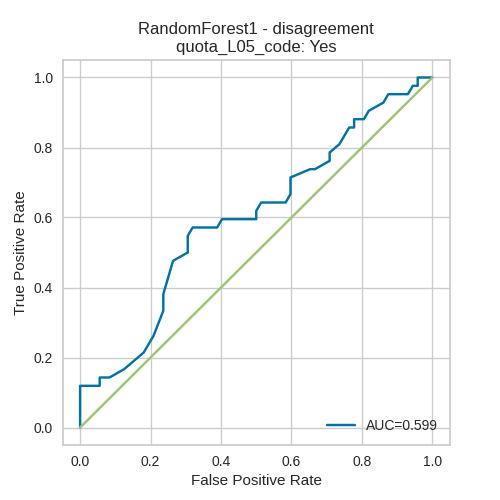 RandomForest1 - disagreement
quota_L05_code: Yes
True Positive Rate
1.0
0.8
0.6
0.4
0.2
0.0
AUC=0.599
0.0 0.2 0.4 0.6 0.8 1.0
False Positive Rate